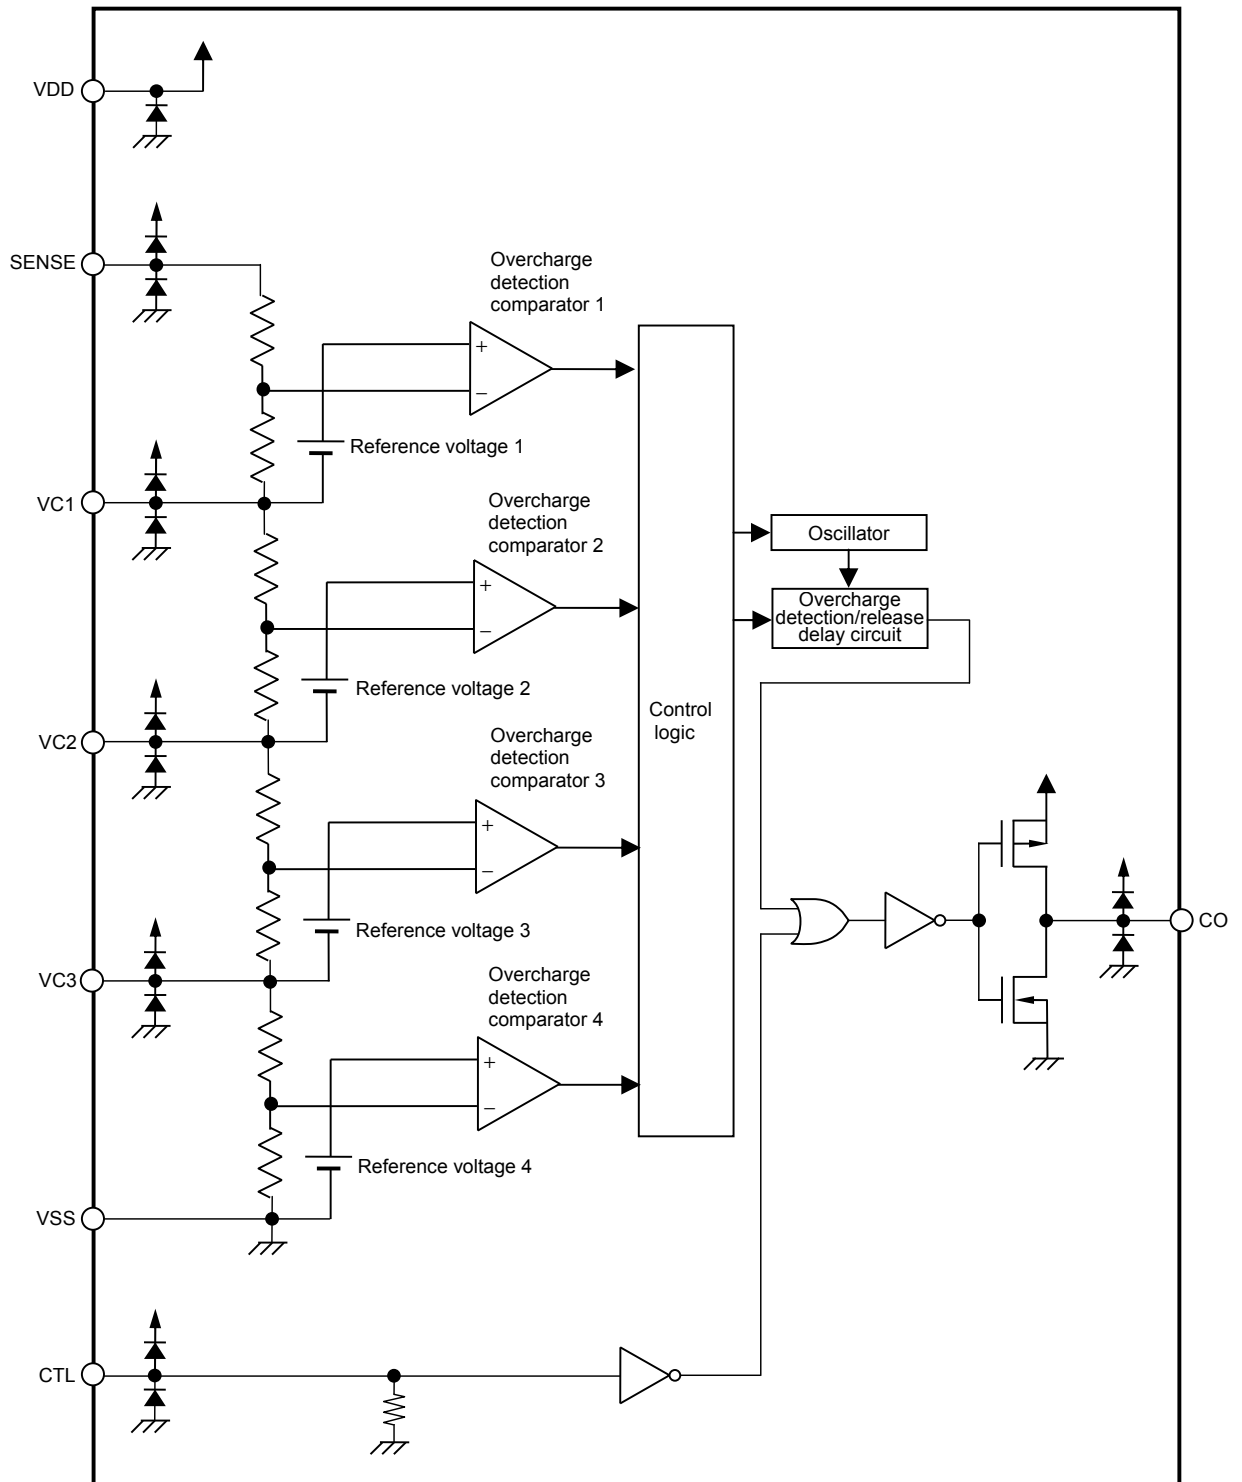 VDD
SENSE
Overcharge
detection
comparator 1
+
−
Reference voltage 1
VC1
Overcharge
detection
comparator 2
+
−
Reference voltage 2
Oscillator
Overcharge
detection/release
delay circuit
Control
logic
VC2
Overcharge
detection
comparator 3
+
−
Reference voltage 3
CO
VC3
Overcharge
detection
comparator 4
+
−
Reference voltage 4
VSS
CTL